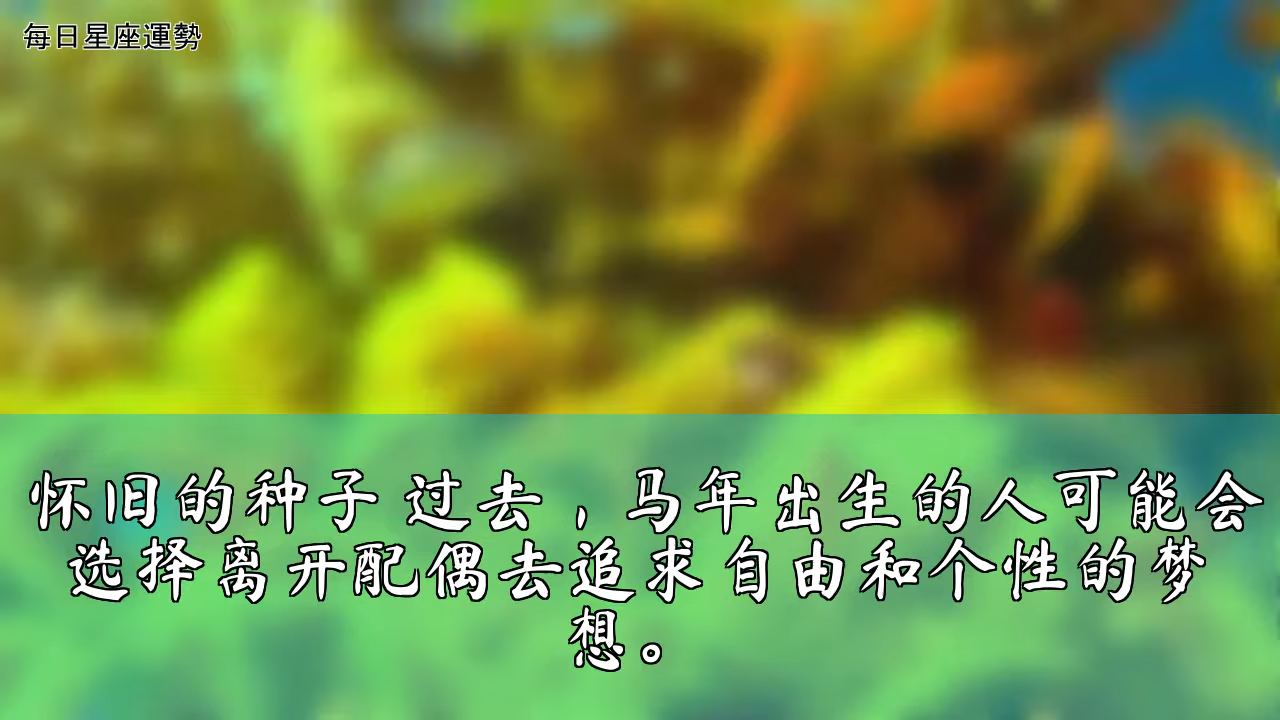 每日星座運勢
怀旧的种子 过去，马年出生的人可能会
选择离开配偶去追求自由和个性的梦
想。